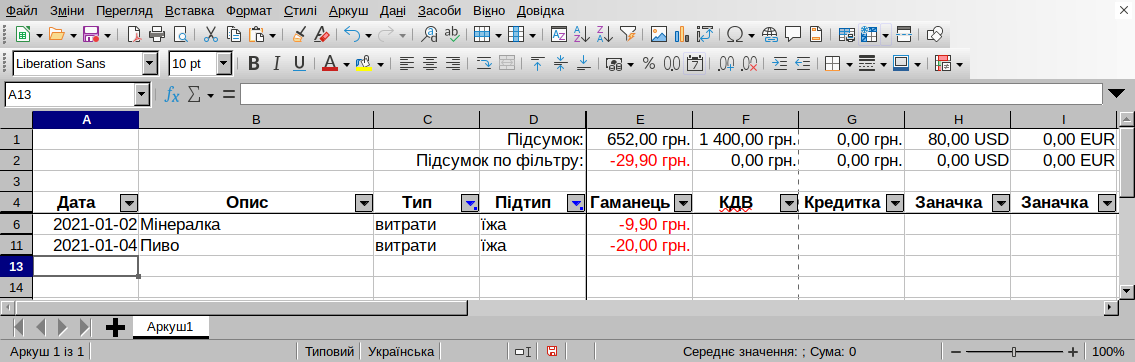 Файл Зміни Перегляд Вставка Формат Стилі Аркуш Дані Засоби Вікно Довідка
Liberation Sans 10 pt
A13
A B C D E F G H I
1 Підсумок: 652,00 грн. 1 400,00 грн. 0,00 грн. 80,00 USD 0,00 EUR
2 Підсумок по фільтру: -29,90 грн. 0,00 грн. 0,00 грн. 0,00 USD 0,00 EUR
3
4 Дата Опис Тип Підтип Гаманець КДВ Кредитка Заначка Заначка
6 2021-01-02 Мінералка витрати їжа -9,90 грн.
11 2021-01-04 Пиво витрати їжа -20,00 грн.
13
14
Аркуш1
Аркуш 1 із 1 Типовий Українська Середнє значення: ; Сума: 0 100%